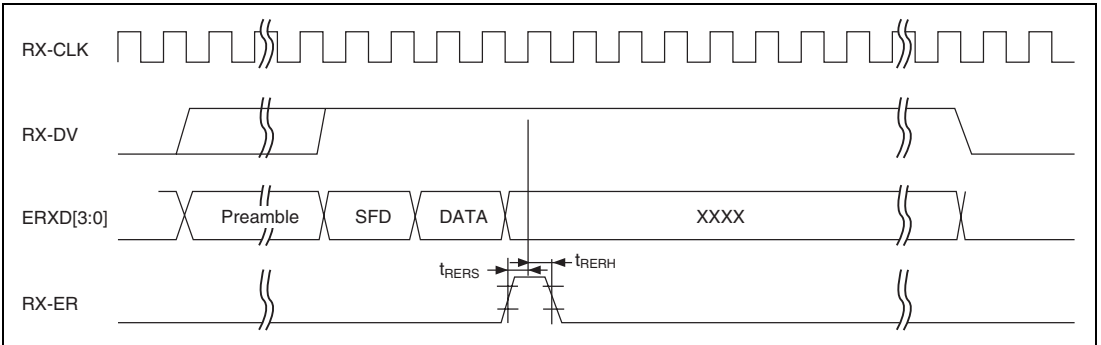 RX-CLK
RX-DV
ERXD[3:0]
Preamble
SFD
DATA
XXXX
tRERS
tRERH
RX-ER